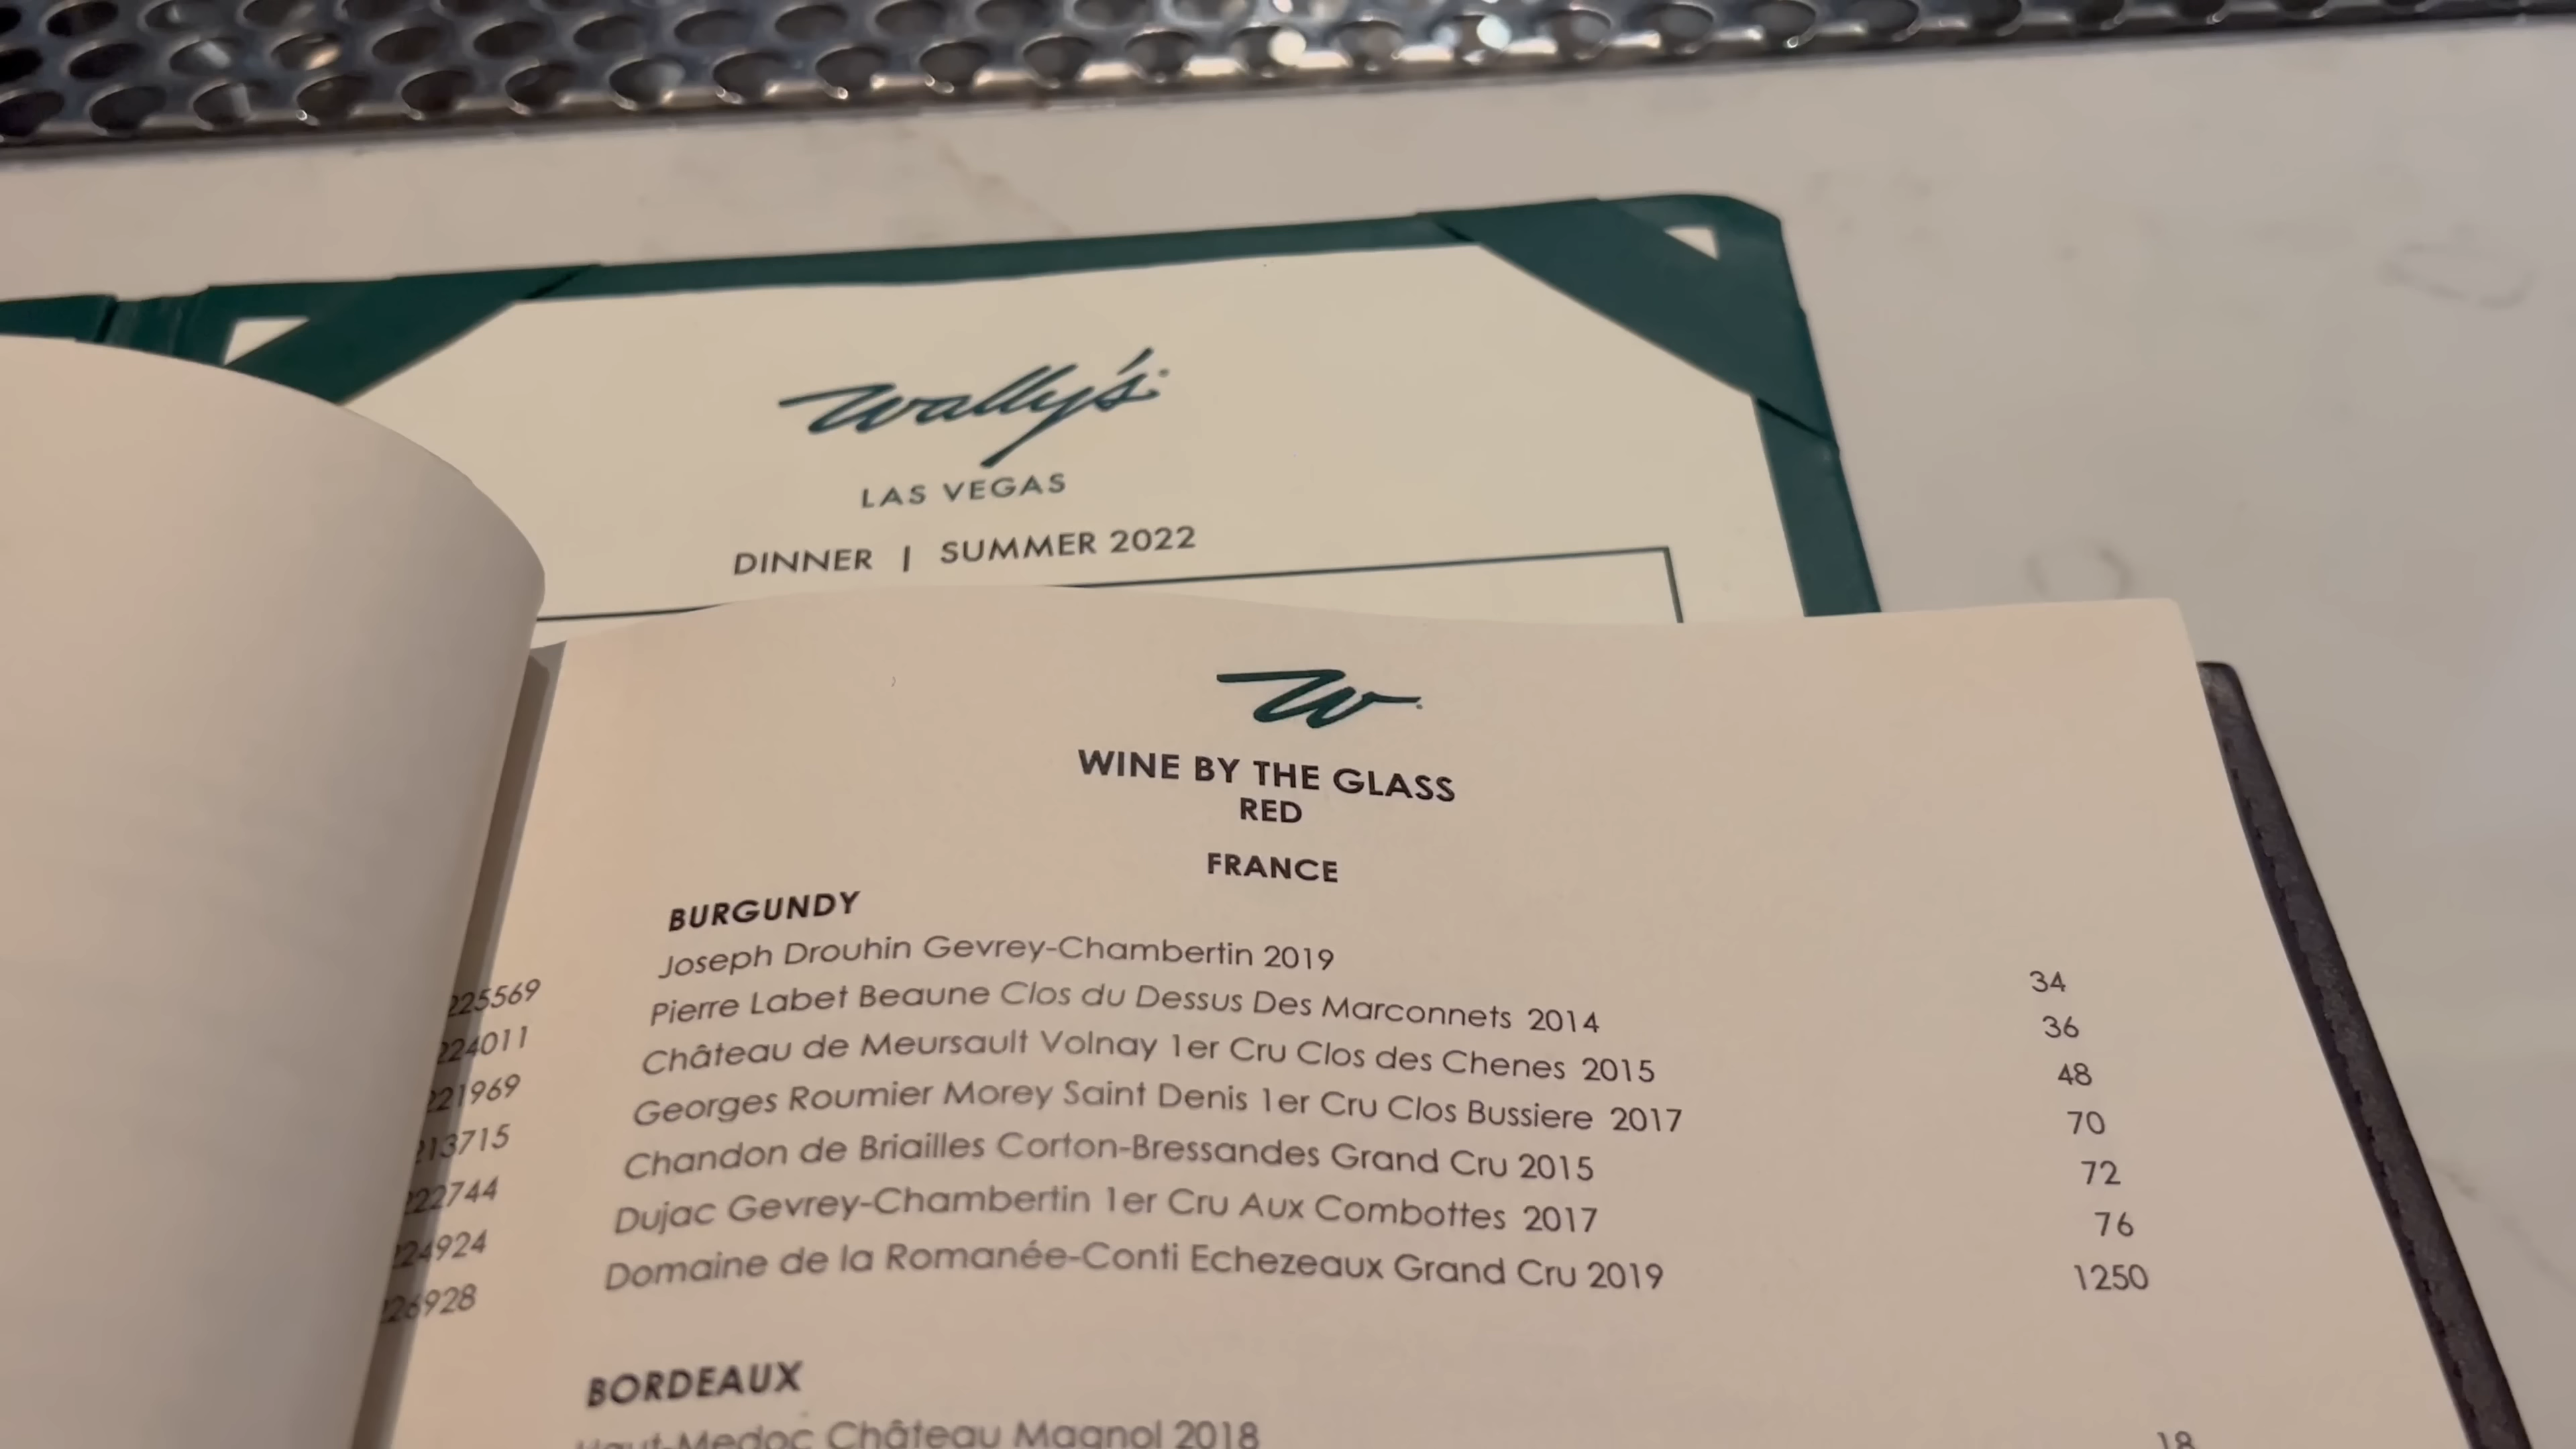 Wally's
LAS VEGAS
DINNER | SUMMER 2022
W
WINE BY THE GLASS
RED
FRANCE
BURGUNDY
225569 Joseph Drouhin Gevrey-Chambertin 2019 34
224011 Pierre Labet Beaune Clos du Dessus Des Marconnets 2014 36
221969 Château de Meursault Volnay 1er Cru Clos des Chenes 2015 48
213715 Georges Roumier Morey Saint Denis 1er Cru Clos Bussiere 2017 70
222744 Chandon de Briailles Corton-Bressandes Grand Cru 2015 72
224924 Dujac Gevrey-Chambertin 1er Cru Aux Combottes 2017 76
226928 Domaine de la Romanée-Conti Echezeaux Grand Cru 2019 1250
BORDEAUX
Haut-Medoc Château Magnol 2018 18